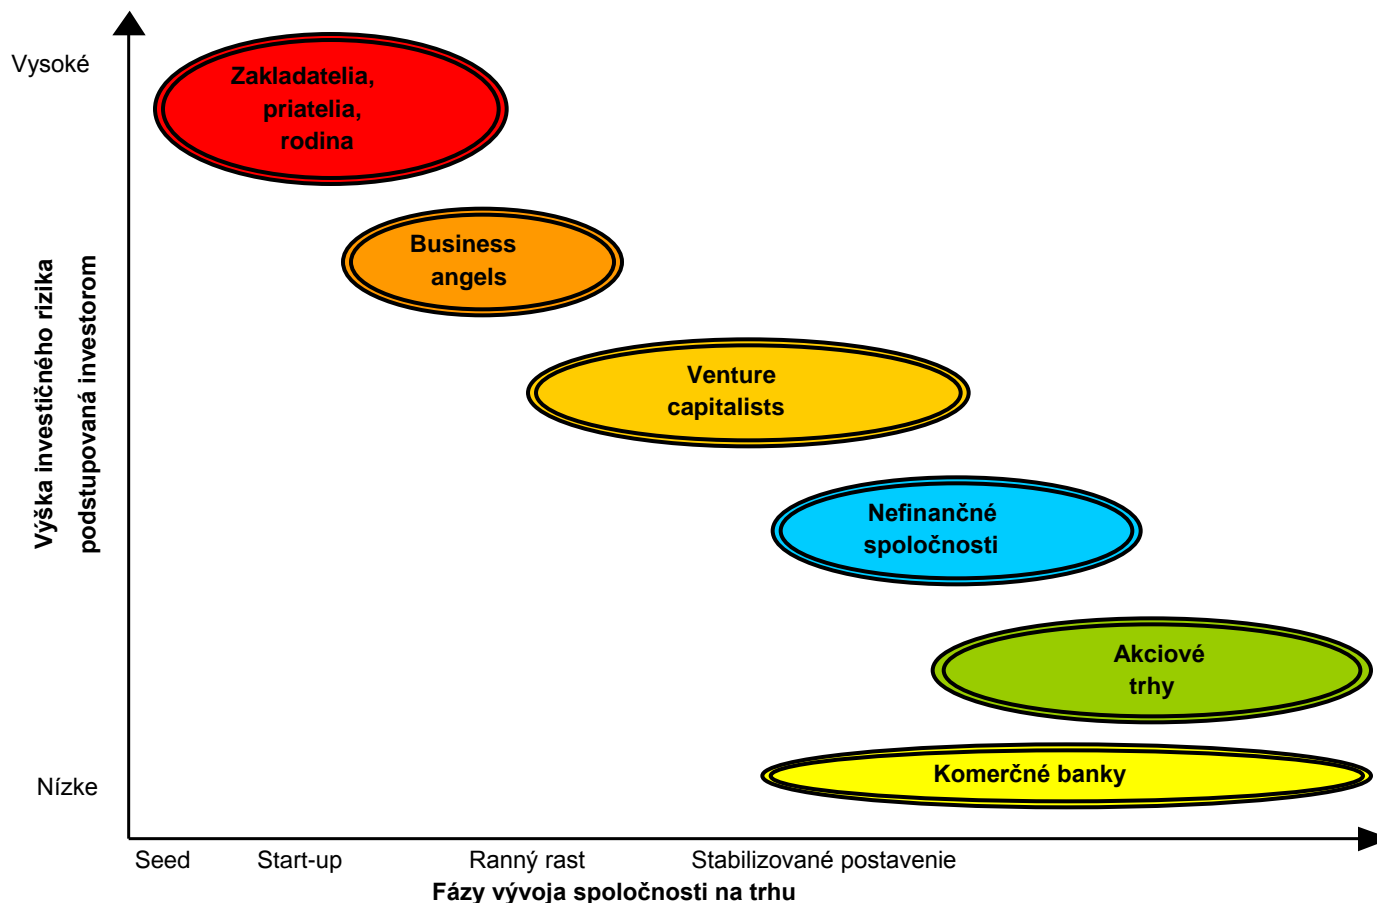 Vysoké
Zakladatelia,
priatelia,
rodina
Business
angels
Výška investičného rizika
podstupovaná investorom
Venture
capitalists
Nefinančné
spoločnosti
Akciové
trhy
Komerčné banky
Nízke
Seed Start-up Ranný rast Stabilizované postavenie
Fázy vývoja spoločnosti na trhu